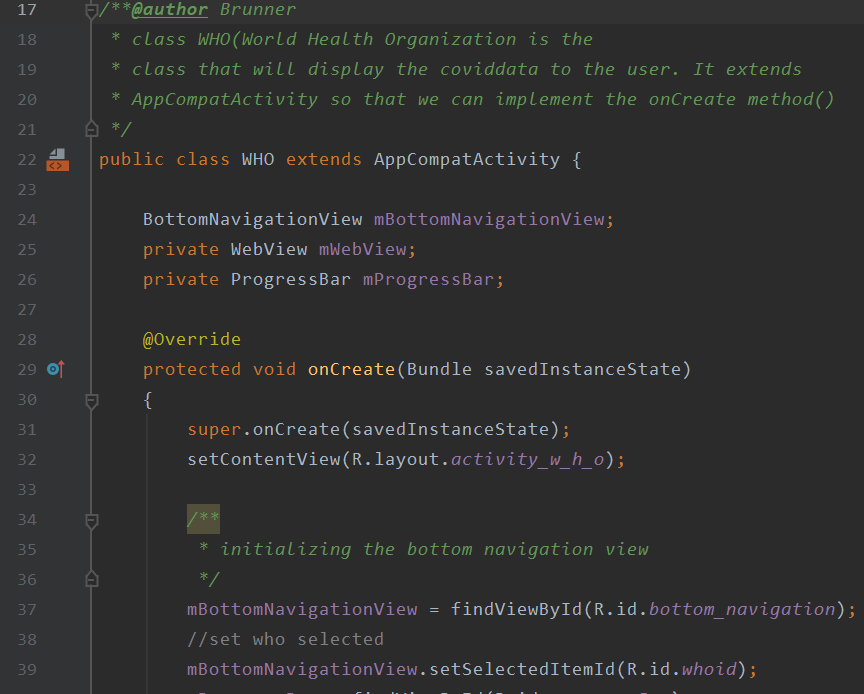 17 /**@author Brunner
18 * class WHO(World Health Organization is the
19 * class that will display the coviddata to the user. It extends
20 * AppCompatActivity so that we can implement the onCreate method()
21 */
22 public class WHO extends AppCompatActivity {
23
24 BottomNavigationView mBottomNavigationView;
25 private WebView mWebView;
26 private ProgressBar mProgressBar;
27
28 @Override
29 protected void onCreate(Bundle savedInstanceState)
30 {
31 super.onCreate(savedInstanceState);
32 setContentView(R.layout.activity_w_h_o);
33
34 /**
35 * initializing the bottom navigation view
36 */
37 mBottomNavigationView = findViewById(R.id.bottom_navigation);
38 //set who selected
39 mBottomNavigationView.setSelectedItemId(R.id.whoid);